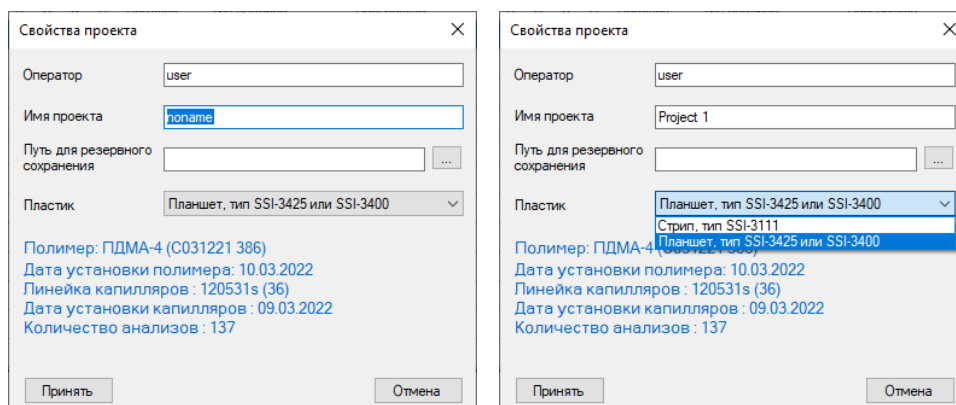 Свойства проекта
Оператор
user
Имя проекта
noname
Путь для резервного
сохранения
...
Пластик
Планшет, тип SSI-3425 или SSI-3400
Полимер: ПДМА-4 (C031221 386)
Дата установки полимера: 10.03.2022
Линейка капилляров : 120531s (36)
Дата установки капилляров : 09.03.2022
Количество анализов : 137
Принять
Отмена
Свойства проекта
Оператор
user
Имя проекта
Project 1
Путь для резервного
сохранения
...
Пластик
Планшет, тип SSI-3425 или SSI-3400
Стрип, тип SSI-3111
Планшет, тип SSI-3425 или SSI-3400
Полимер: ПДМА-4 (C031221 386)
Дата установки полимера: 10.03.2022
Линейка капилляров : 120531s (36)
Дата установки капилляров : 09.03.2022
Количество анализов : 137
Принять
Отмена